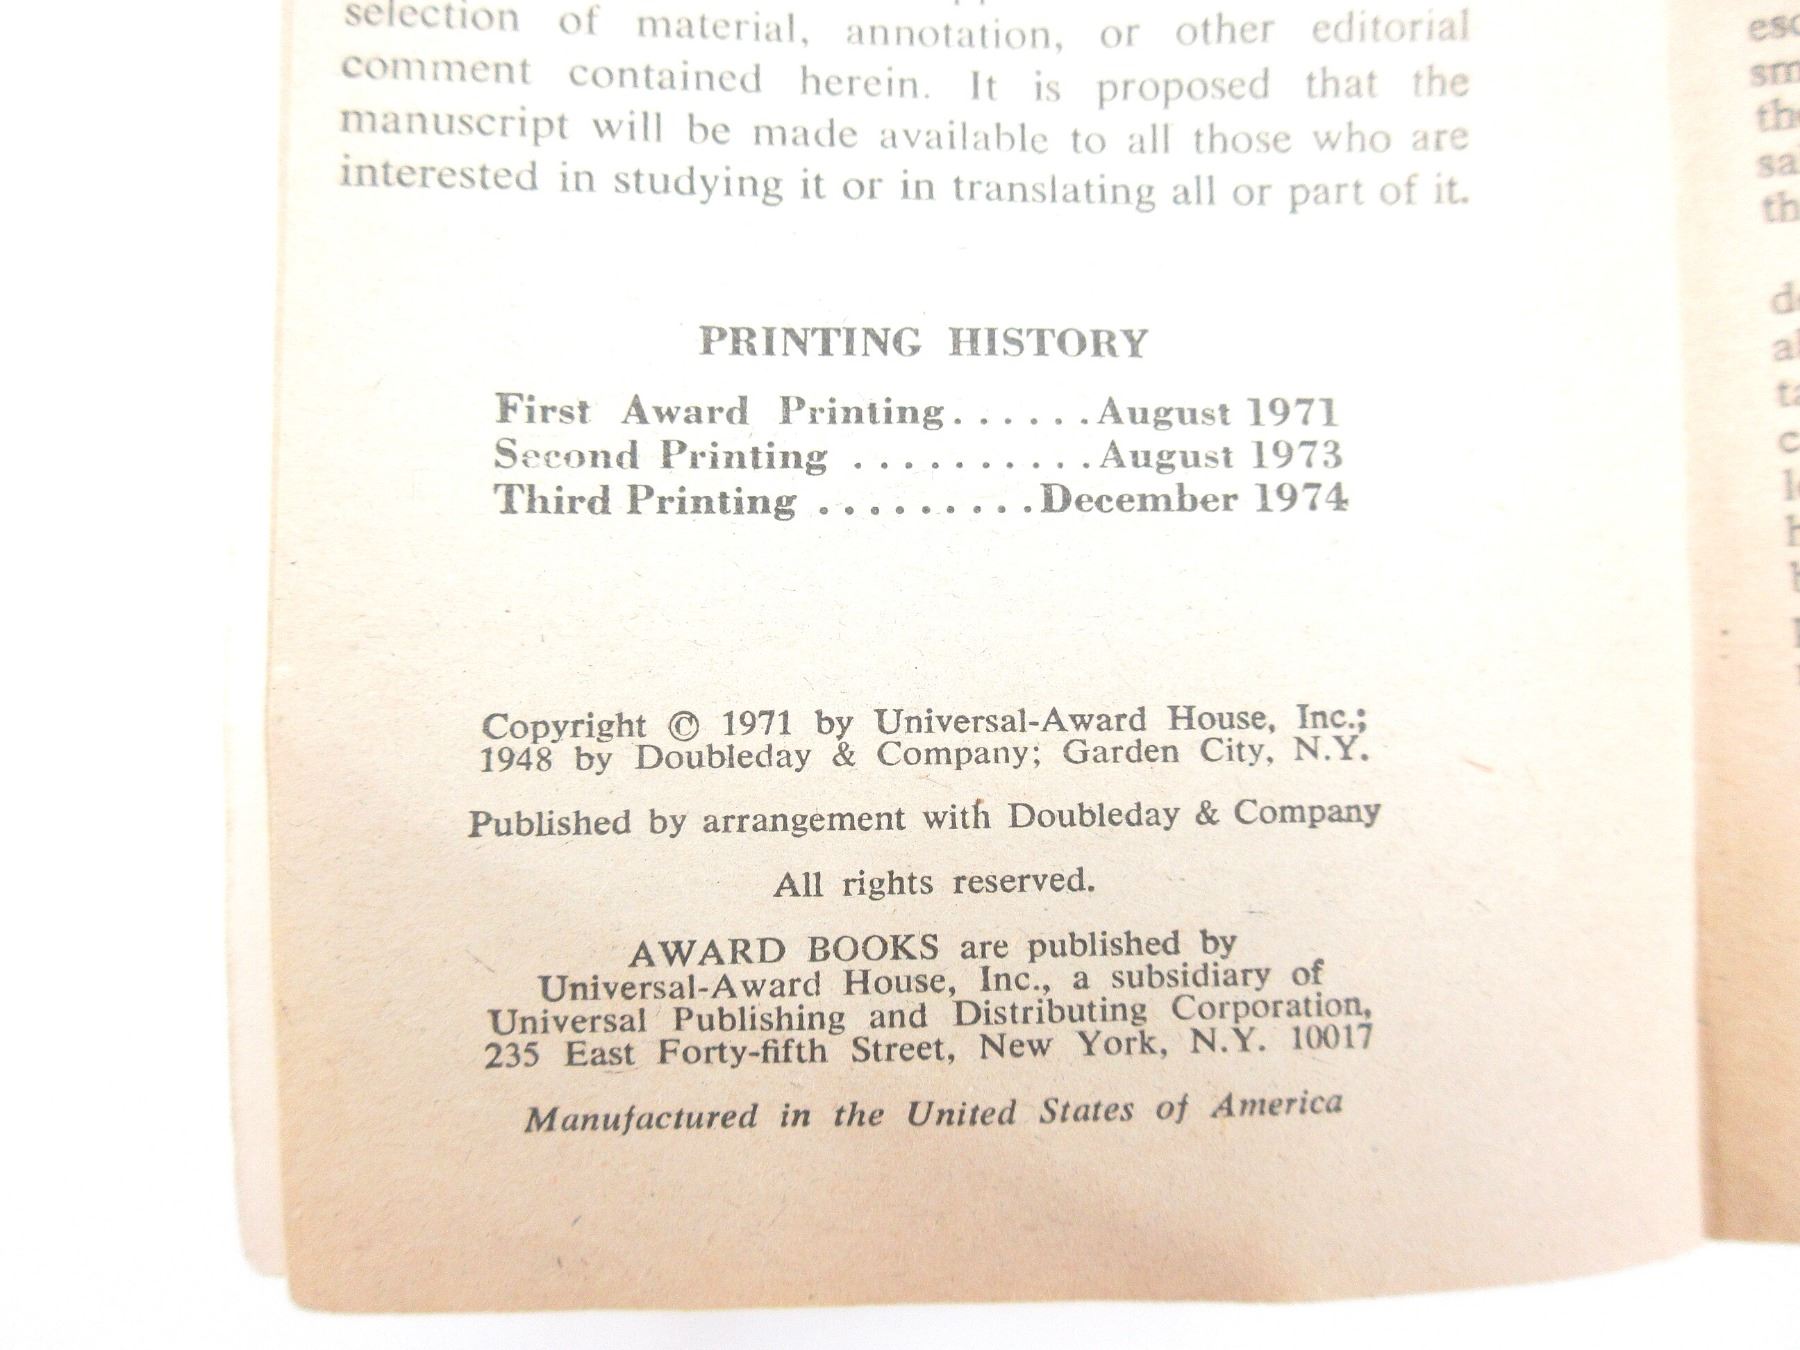 selection of material, annotation, or other editorial
comment contained herein. It is proposed that the
manuscript will be made available to all those who are
interested in studying it or in translating all or part of it.
PRINTING HISTORY
First Award Printing......August 1971
Second Printing ..........August 1973
Third Printing .........December 1974
Copyright © 1971 by Universal-Award House, Inc.;
1948 by Doubleday & Company; Garden City, N.Y.
Published by arrangement with Doubleday & Company
All rights reserved.
AWARD BOOKS are published by
Universal-Award House, Inc., a subsidiary of
Universal Publishing and Distributing Corporation,
235 East Forty-fifth Street, New York, N.Y. 10017
Manufactured in the United States of America